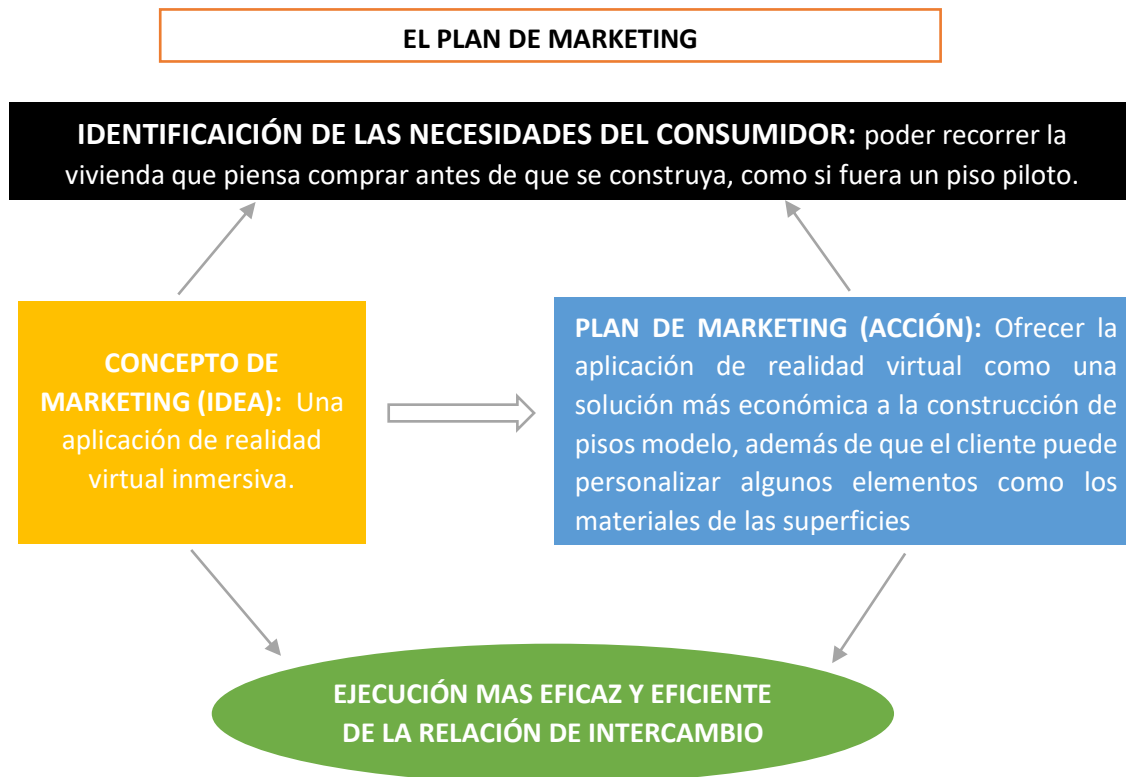 EL PLAN DE MARKETING
IDENTIFICAICIÓN DE LAS NECESIDADES DEL CONSUMIDOR: poder recorrer la
vivienda que piensa comprar antes de que se construya, como si fuera un piso piloto.
CONCEPTO DE
MARKETING (IDEA): Una
aplicación de realidad
virtual inmersiva.
PLAN DE MARKETING (ACCIÓN): Ofrecer la
aplicación de realidad virtual como una
solución más económica a la construcción de
pisos modelo, además de que el cliente puede
personalizar algunos elementos como los
materiales de las superficies
EJECUCIÓN MAS EFICAZ Y EFICIENTE
DE LA RELACIÓN DE INTERCAMBIO